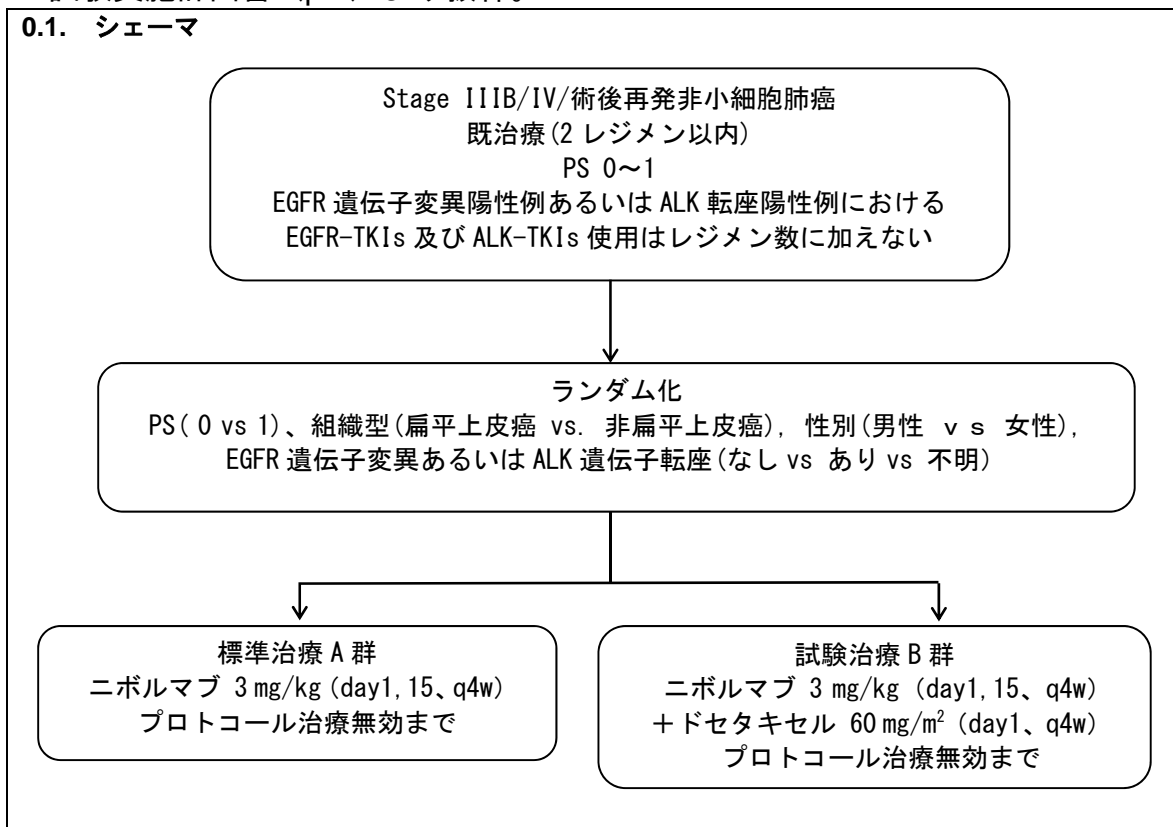 0.1. シェーマ
Stage IIIB/IV/術後再発非小細胞肺癌
既治療(2 レジメン以内)
PS 0～1
EGFR 遺伝子変異陽性例あるいは ALK 転座陽性例における
EGFR-TKIs 及び ALK-TKIs 使用はレジメン数に加えない
ランダム化
PS( 0 vs 1)、組織型(扁平上皮癌 vs. 非扁平上皮癌), 性別(男性 ｖｓ 女性),
EGFR 遺伝子変異あるいは ALK 遺伝子転座(なし vs あり vs 不明)
標準治療 A 群
ニボルマブ 3 mg/kg (day1, 15、q4w)
プロトコール治療無効まで
試験治療 B 群
ニボルマブ 3 mg/kg (day1, 15、q4w)
＋ドセタキセル 60 mg/m² (day1、q4w)
プロトコール治療無効まで